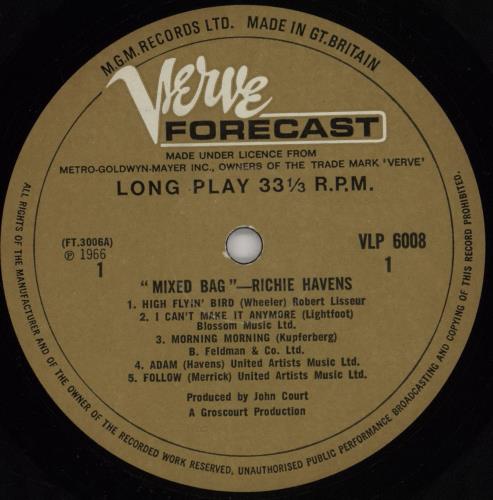 M.G.M. RECORDS LTD. MADE IN GT. BRITAIN
Verve
FORECAST
MADE UNDER LICENCE FROM
METRO-GOLDWYN-MAYER INC., OWNERS OF THE TRADE MARK 'VERVE'
LONG PLAY 33⅓ R.P.M.
(FT.3006A)
℗ 1966
1
VLP 6008
1
"MIXED BAG"—RICHIE HAVENS
1. HIGH FLYIN' BIRD (Wheeler) Robert Lisseur
2. I CAN'T MAKE IT ANYMORE (Lightfoot)
Blossom Music Ltd.
3. MORNING MORNING (Kupferberg)
B. Feldman & Co. Ltd.
4. ADAM (Havens) United Artists Music Ltd.
5. FOLLOW (Merrick) United Artists Music Ltd.
Produced by John Court
A Groscourt Production
ALL RIGHTS OF THE MANUFACTURER AND OF THE OWNER OF THE RECORDED WORK RESERVED, UNAUTHORISED PUBLIC PERFORMANCE BROADCASTING AND COPYING OF THIS RECORD PROHIBITED.